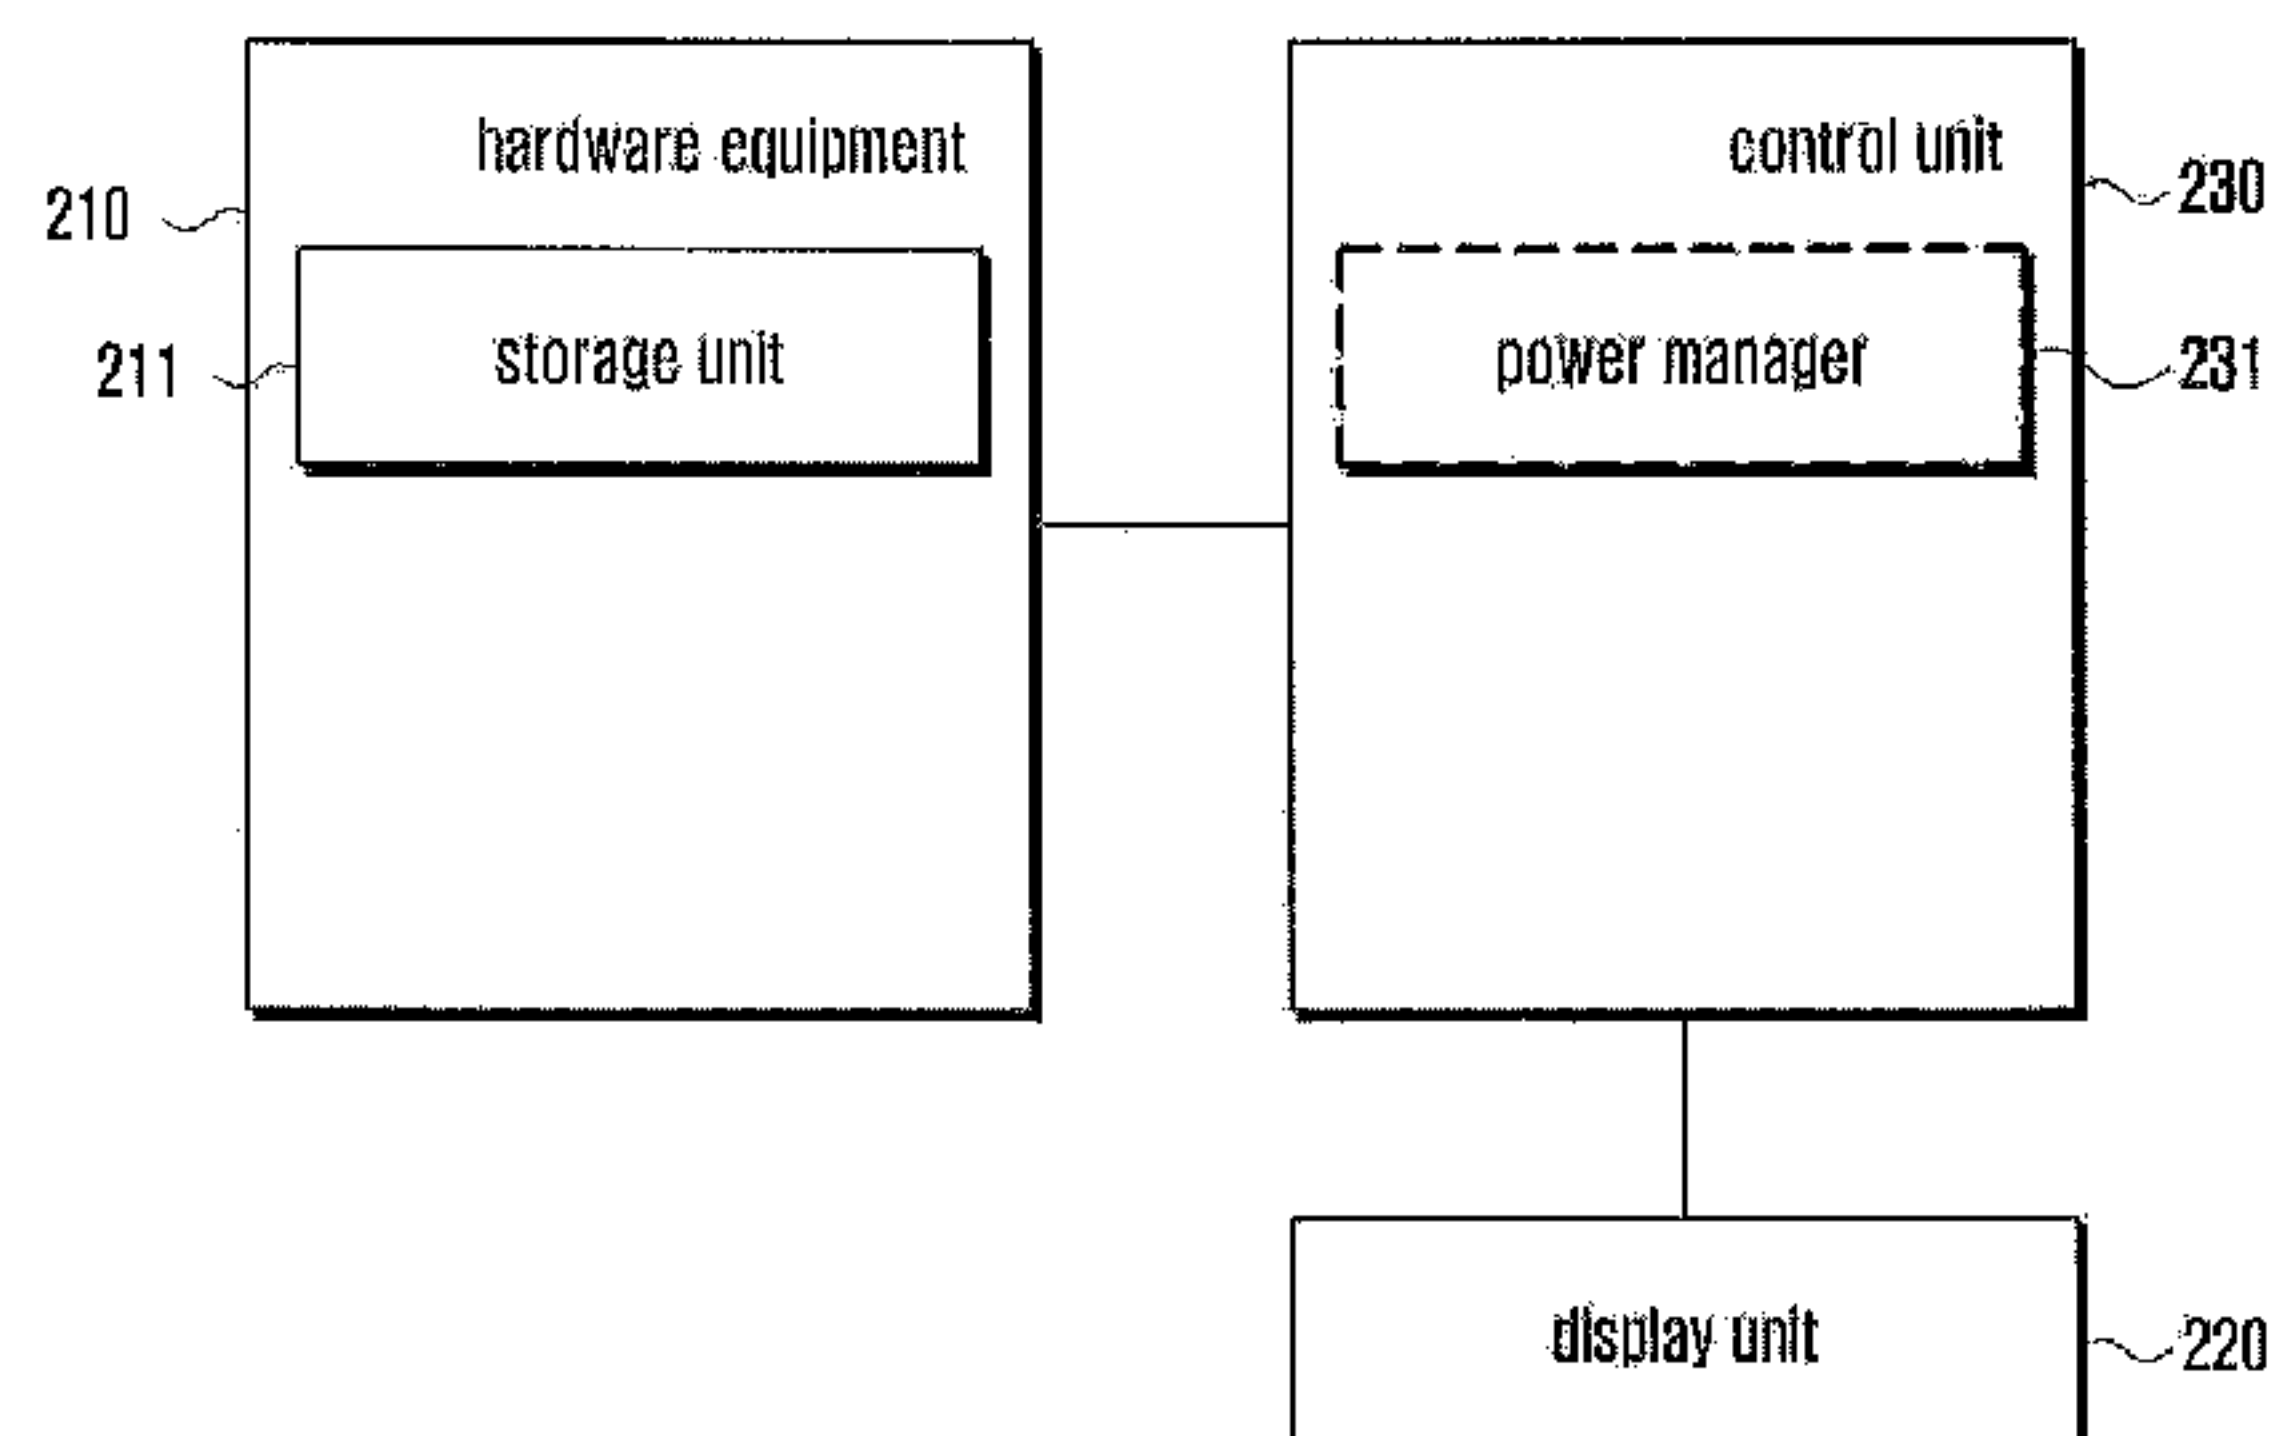 hardware equipment
control unit
210
230
storage unit
power manager
211
231
display unit
220